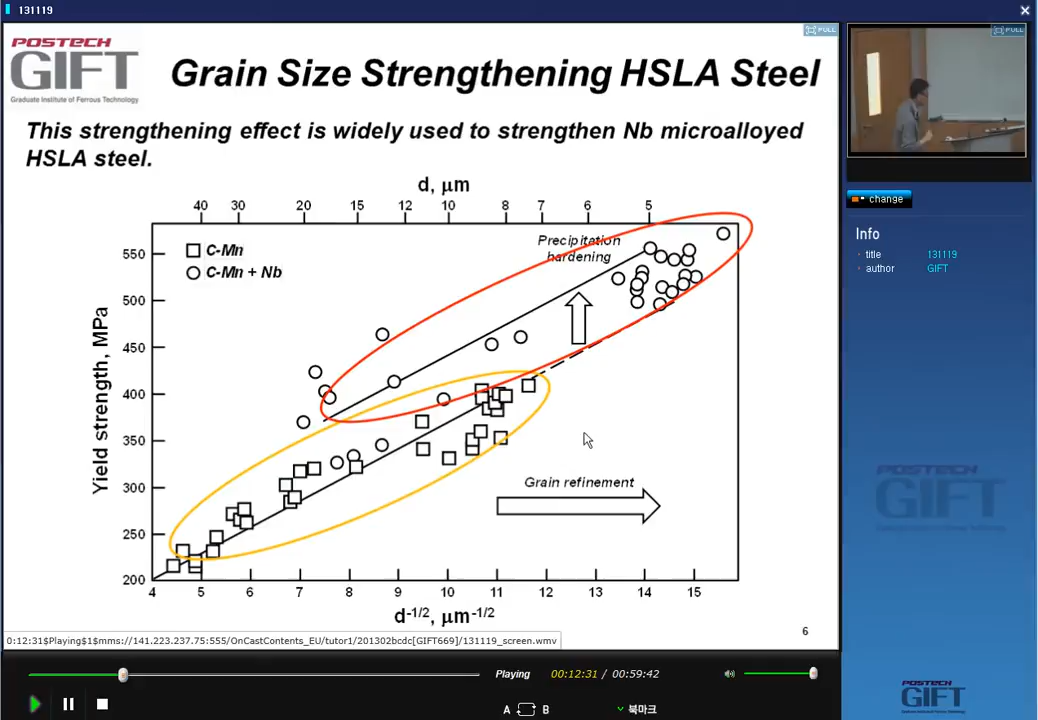 131119
POSTECH
GIFT
Graduate Institute of Ferrous Technology
Grain Size Strengthening HSLA Steel
This strengthening effect is widely used to strengthen Nb microalloyed
HSLA steel.
d, μm
40 30 20 15 12 10 8 7 6 5
C-Mn
C-Mn + Nb
Precipitation
hardening
Yield strength, MPa
550
500
450
400
350
300
250
200
Grain refinement
4 5 6 7 8 9 10 11 12 13 14 15
d-1/2, μm-1/2
6
0:12:31$Playing$1$mms://141.223.237.75:555/OnCastContents_EU/tutor1/201302bcdc[GIFT669]/131119_screen.wmv
Playing
00:12:31 / 00:59:42
A B
북마크
FULL
FULL
change
Info
title 131119
author GIFT
POSTECH
GIFT
POSTECH
GIFT